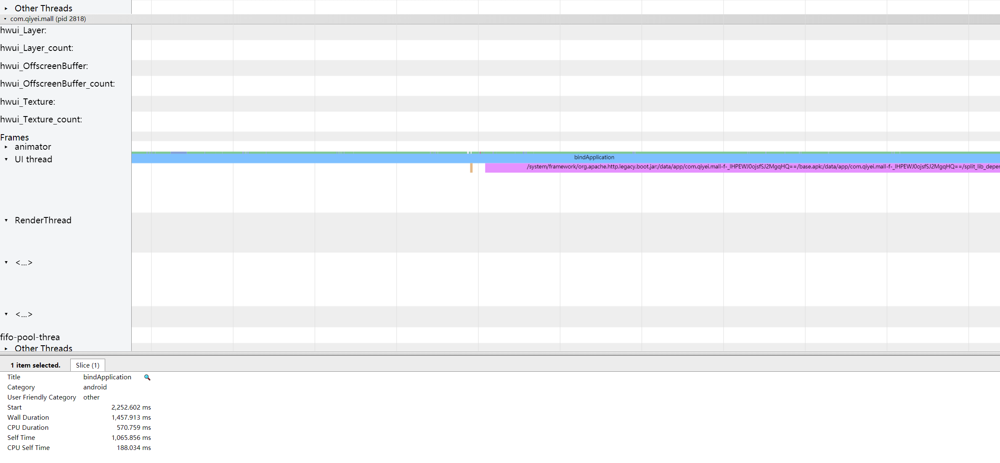 Other Threads
com.qiyei.mall (pid 2818)
hwui_Layer:
hwui_Layer_count:
hwui_OffscreenBuffer:
hwui_OffscreenBuffer_count:
hwui_Texture:
hwui_Texture_count:
Frames
animator
UI thread
bindApplication
/system/framework/org.apache.http.legacy.boot.jar:/data/app/com.qiyei.mall-f-_lHPEWJ0ojsfSJ2MgqHQ==/base.apk:/data/app/com.qiyei.mall-f-_lHPEWJ0ojsfSJ2MgqHQ==/split_lib_depen
RenderThread
<...>
<...>
fifo-pool-threa
Other Threads
1 item selected. Slice (1)
Title bindApplication
Category android
User Friendly Category other
Start 2,252.602 ms
Wall Duration 1,457.913 ms
CPU Duration 570.759 ms
Self Time 1,065.856 ms
CPU Self Time 188.034 ms